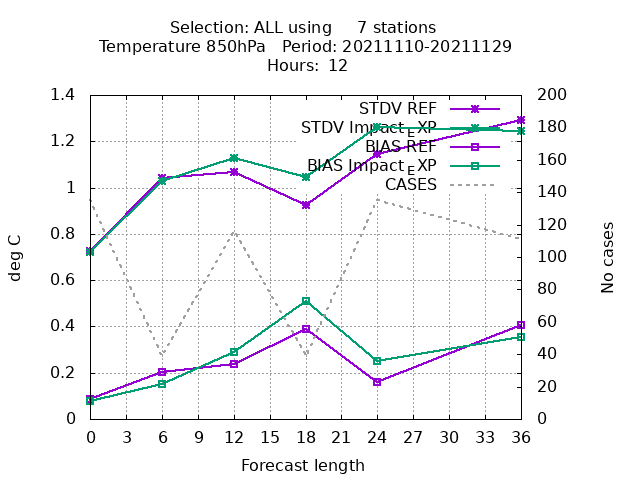 Selection: ALL using 7 stations
Temperature 850hPa Period: 20211110-20211129
Hours: 12
1.4
1.2
1
0.8
0.6
0.4
0.2
0
200
180
160
140
120
100
80
60
40
20
0
STDV REF
STDV Impact_EXP
BIAS REF
BIAS Impact_EXP
CASES
deg C
No cases
0 3 6 9 12 15 18 21 24 27 30 33 36
Forecast length